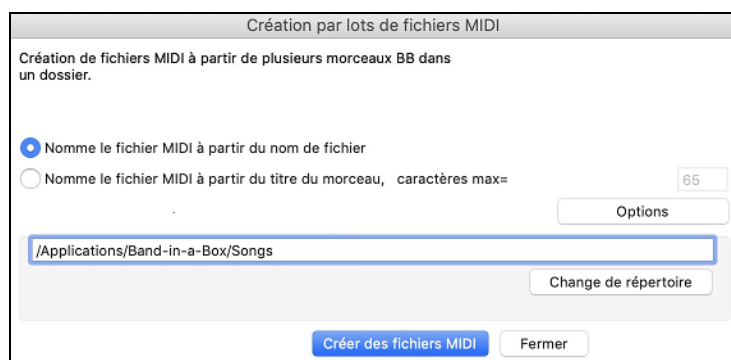 Création par lots de fichiers MIDI
Création de fichiers MIDI à partir de plusieurs morceaux BB dans
un dossier.
Nomme le fichier MIDI à partir du nom de fichier
Nomme le fichier MIDI à partir du titre du morceau, caractères max= 65
Options
/Applications/Band-in-a-Box/Songs
Change de répertoire
Créer des fichiers MIDI Fermer